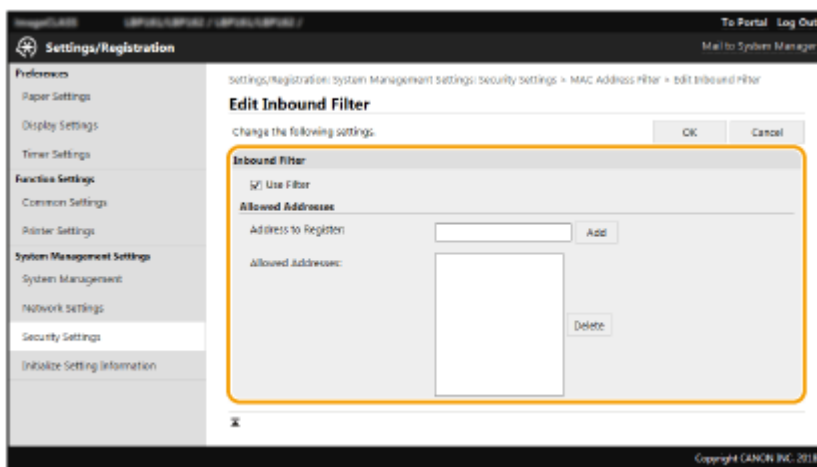 To Portal Log Out
Settings/Registration
Mail to System Manager
Preferences
Paper Settings
Display Settings
Timer Settings
Function Settings
Common Settings
Printer Settings
System Management Settings
System Management
Network Settings
Security Settings
Initialize Setting Information
Settings/Registration: System Management Settings: Security Settings > MAC Address Filter > Edit Inbound Filter
Edit Inbound Filter
Change the following settings.
OK
Cancel
Inbound Filter
Use Filter
Allowed Addresses
Address to Register:
Add
Allowed Addresses:
Delete
Copyright CANON INC. 2018